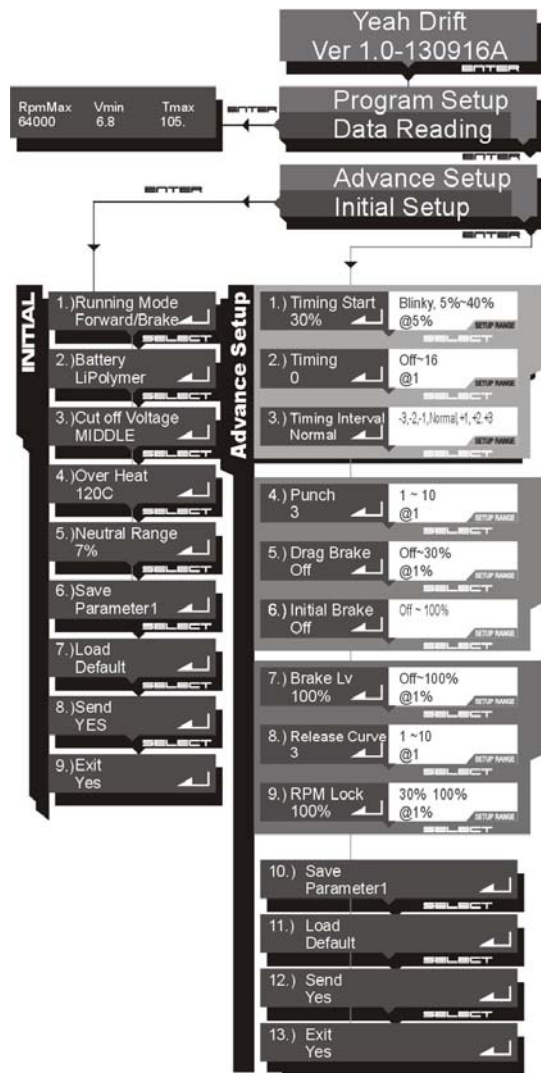 Yeah Drift
Ver 1.0-130916A
ENTER
RpmMax Vmin Tmax
64000 6.8 105.
ENTER
Program Setup
Data Reading
ENTER
Advance Setup
Initial Setup
ENTER
ENTER
INITIAL
1.)Running Mode
Forward/Brake
SELECT
2.)Battery
LiPolymer
SELECT
3.)Cut off Voltage
MIDDLE
SELECT
4.)Over Heat
120C
SELECT
5.)Neutral Range
7%
SELECT
6.)Save
Parameter1
SELECT
7.)Load
Default
SELECT
8.)Send
YES
SELECT
9.)Exit
Yes
Advance Setup
1.) Timing Start
30%
Blinky, 5%~40%
@5%
SETUP RANGE
SELECT
2.) Timing
0
Off~16
@1
SETUP RANGE
SELECT
3.) Timing Interval
Normal
-3,-2,-1,Normal,+1,+2.+3
SETUP RANGE
SELECT
4.) Punch
3
1 ~ 10
@1
SETUP RANGE
SELECT
5.) Drag Brake
Off
Off~30%
@1%
SETUP RANGE
SELECT
6.) Initial Brake
Off
Off ~ 100%
SETUP RANGE
SELECT
7.) Brake Lv
100%
Off~100%
@1%
SETUP RANGE
SELECT
8.) Release Curve
3
1 ~10
@1
SETUP RANGE
SELECT
9.) RPM Lock
100%
30% 100%
@1%
SETUP RANGE
SELECT
10.) Save
Parameter1
SELECT
11.) Load
Default
SELECT
12.) Send
Yes
SELECT
13.) Exit
Yes